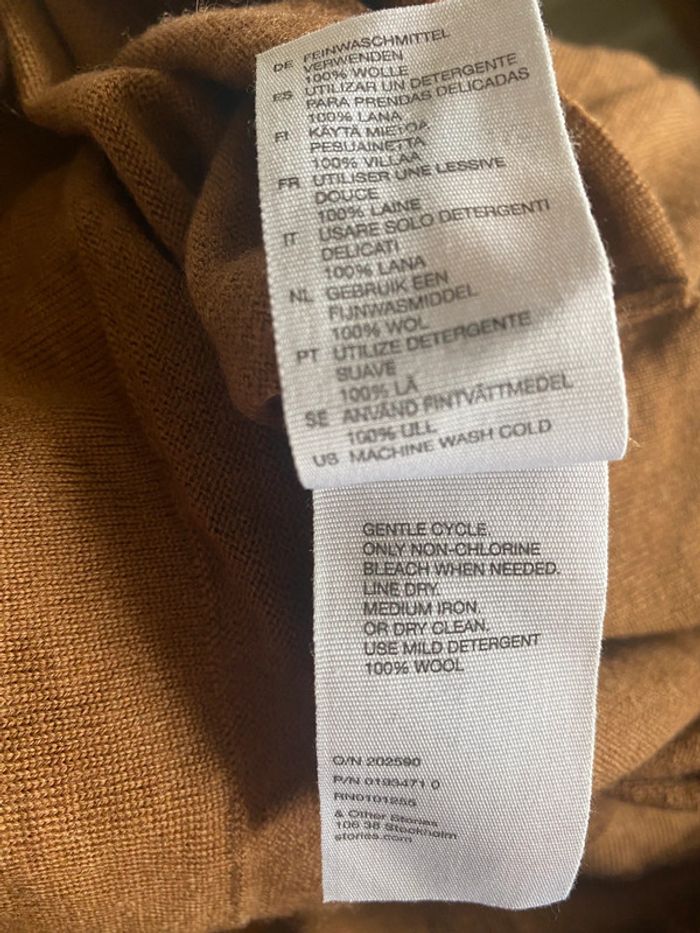 DE FEINWASCHMITTEL
VERWENDEN
100% WOLLE
ES UTILIZAR UN DETERGENTE
PARA PRENDAS DELICADAS
100% LANA
FI KÄYTÄ MIETOA
PESUAINETTA
100% VILLAA
FR UTILISER UNE LESSIVE
DOUCE
100% LAINE
IT USARE SOLO DETERGENTI
DELICATI
100% LANA
NL GEBRUIK EEN
FIJNWASMIDDEL
100% WOL
PT UTILIZE DETERGENTE
SUAVE
100% LÃ
SE ANVÄND FINTVÄTTMEDEL
100% ULL
US MACHINE WASH COLD
GENTLE CYCLE.
ONLY NON-CHLORINE
BLEACH WHEN NEEDED.
LINE DRY.
MEDIUM IRON.
OR DRY CLEAN.
USE MILD DETERGENT
100% WOOL
O/N 202590
P/N 0193471 0
RN0101255
& Other Stories
106 38 Stockholm
stories.com